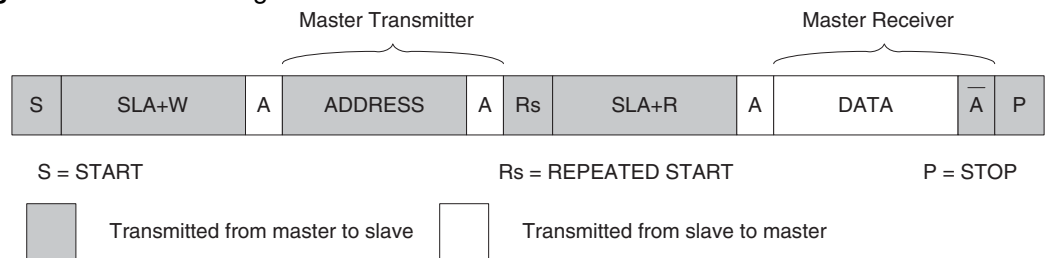 Master Transmitter Master Receiver
S SLA+W A ADDRESS A Rs SLA+R A DATA A̅ P
S = START Rs = REPEATED START P = STOP
Transmitted from master to slave Transmitted from slave to master